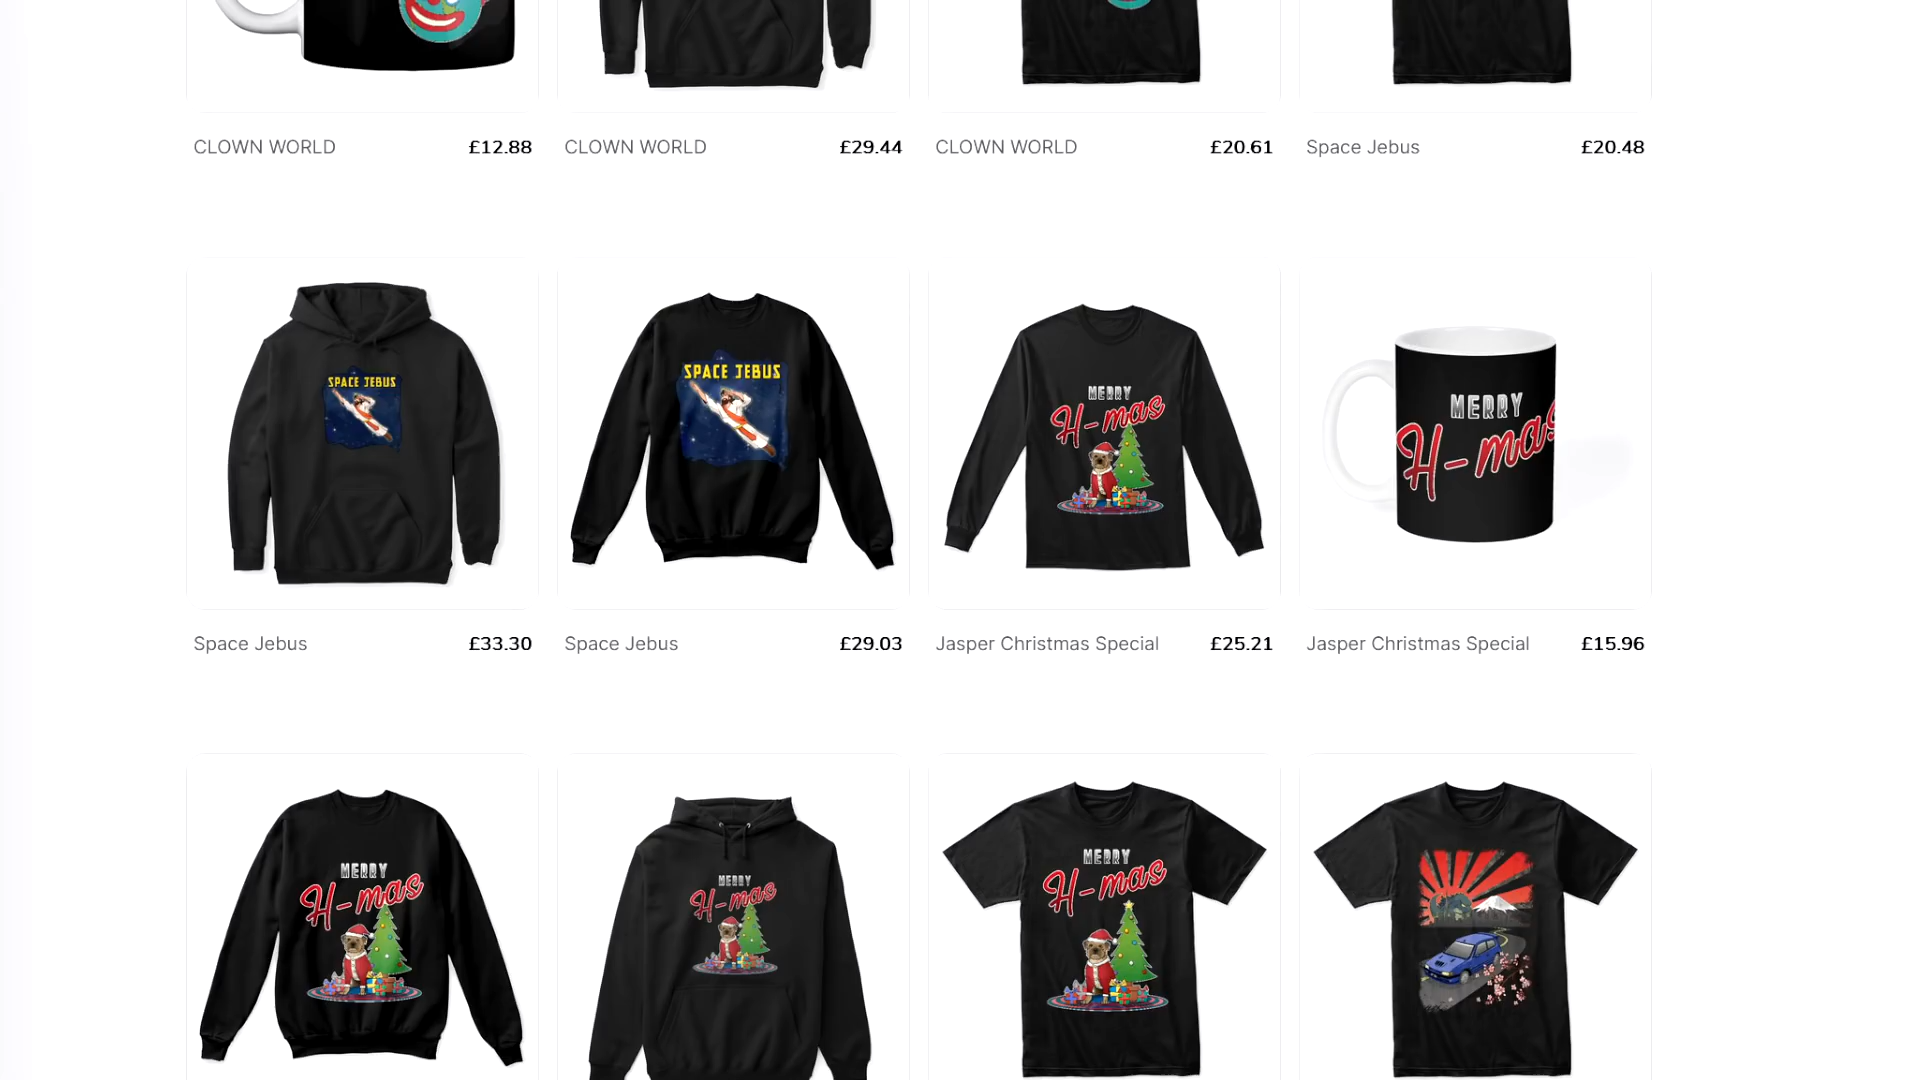 CLOWN WORLD £12.88
CLOWN WORLD £29.44
CLOWN WORLD £20.61
Space Jebus £20.48
SPACE JEBUS
SPACE JEBUS
MERRY
H-mas
MERRY
H-mas
Space Jebus £33.30
Space Jebus £29.03
Jasper Christmas Special £25.21
Jasper Christmas Special £15.96
MERRY
H-mas
MERRY
H-mas
MERRY
H-mas